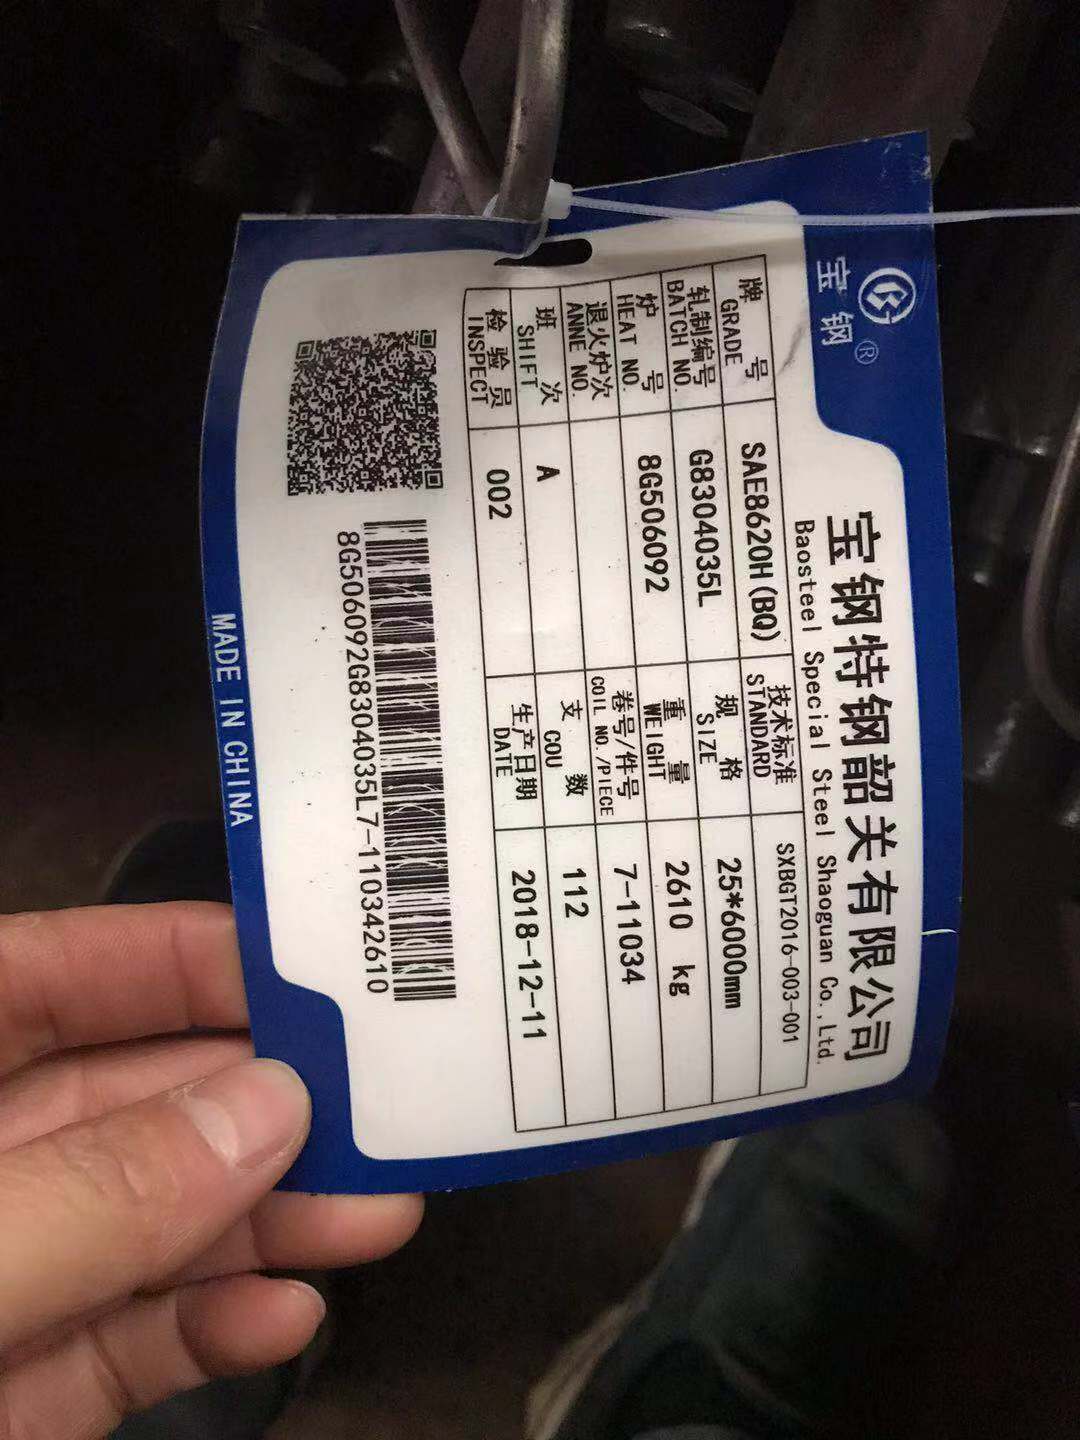 宝钢®
宝钢特钢韶关有限公司
Baosteel Special Steel Shaoguan Co.,Ltd.
牌号 GRADE SAE8620H(BQ) 技术标准 STANDARD SXBGT2016-003-001
轧制编号 BATCH NO. G8304035L 规格 SIZE 25*6000mm
炉号 HEAT NO. 8G506092 重量 WEIGHT 2610 kg
退火炉次 ANNE NO. 卷号/件号 COIL NO./PIECE 7-11034
班次 SHIFT A 支数 COU 112
检验员 INSPECT 002 生产日期 DATE 2018-12-11
8G506092G8304035L7-110342610
MADE IN CHINA